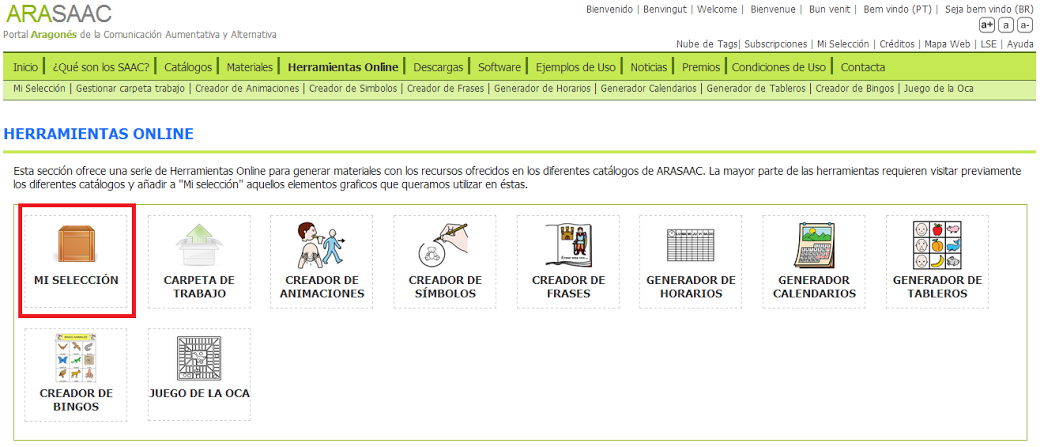 ARASAAC
Portal Aragonés de la Comunicación Aumentativa y Alternativa
Bienvenido | Benvingut | Welcome | Bienvenue | Bun venit | Bem vindo (PT) | Seja bem vindo (BR)
a+ a a-
Nube de Tags| Subscripciones | Mi Selección | Créditos | Mapa Web | LSE | Ayuda
Inicio ¿Qué son los SAAC? Catálogos Materiales Herramientas Online Descargas Software Ejemplos de Uso Noticias Premios Condiciones de Uso Contacta
Mi Selección | Gestionar carpeta trabajo | Creador de Animaciones | Creador de Simbolos | Creador de Frases | Generador de Horarios | Generador Calendarios | Generador de Tableros | Creador de Bingos | Juego de la Oca
HERRAMIENTAS ONLINE
Esta sección ofrece una serie de Herramientas Online para generar materiales con los recursos ofrecidos en los diferentes catálogos de ARASAAC. La mayor parte de las herramientas requieren visitar previamente
los diferentes catálogos y añadir a "Mi selección" aquellos elementos graficos que queramos utilizar en éstas.
MI SELECCIÓN
CARPETA DE
TRABAJO
CREADOR DE
ANIMACIONES
CREADOR DE
SÍMBOLOS
CREADOR DE
FRASES
GENERADOR DE
HORARIOS
GENERADOR
CALENDARIOS
GENERADOR DE
TABLEROS
CREADOR DE
BINGOS
JUEGO DE LA OCA